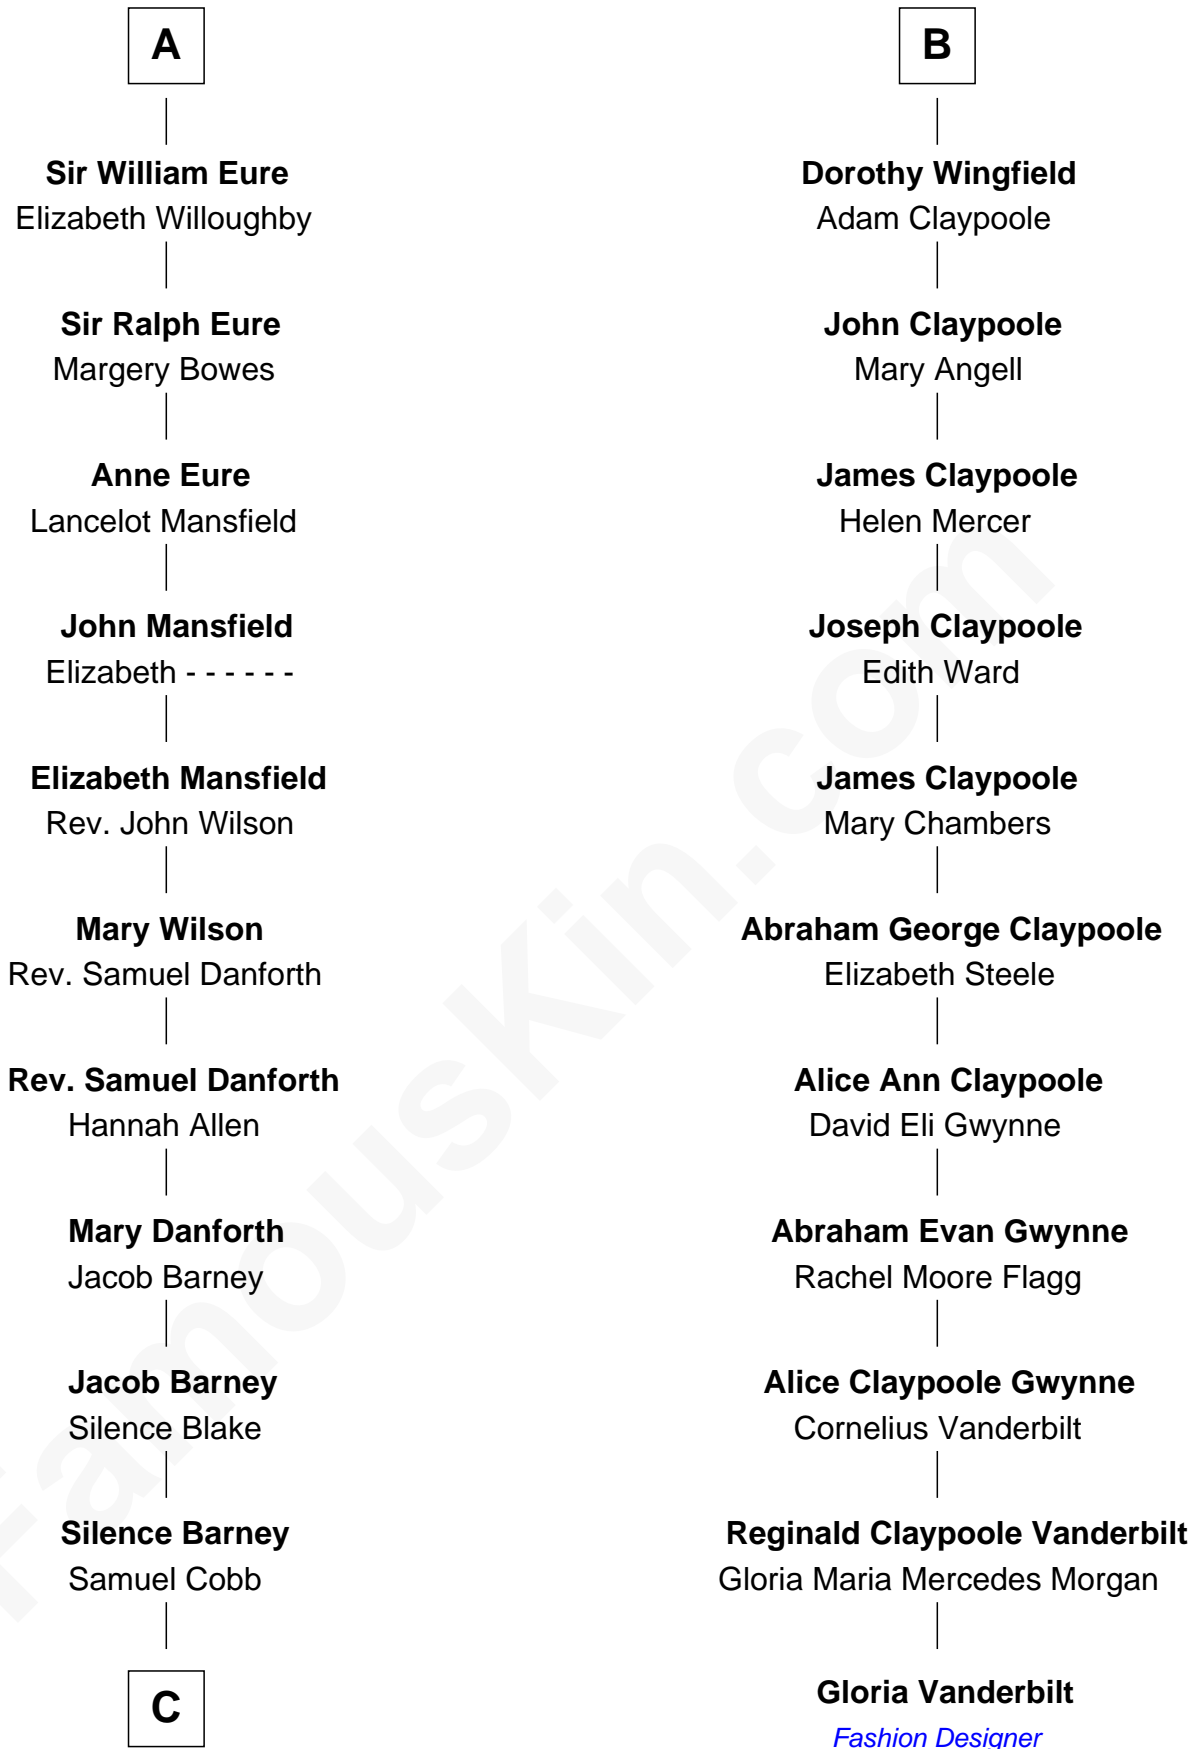 A
Sir William Eure
Elizabeth Willoughby
Sir Ralph Eure
Margery Bowes
Anne Eure
Lancelot Mansfield
John Mansfield
Elizabeth - - - - - -
Elizabeth Mansfield
Rev. John Wilson
Mary Wilson
Rev. Samuel Danforth
Rev. Samuel Danforth
Hannah Allen
Mary Danforth
Jacob Barney
Jacob Barney
Silence Blake
Silence Barney
Samuel Cobb
C
B
Dorothy Wingfield
Adam Claypoole
John Claypoole
Mary Angell
James Claypoole
Helen Mercer
Joseph Claypoole
Edith Ward
James Claypoole
Mary Chambers
Abraham George Claypoole
Elizabeth Steele
Alice Ann Claypoole
David Eli Gwynne
Abraham Evan Gwynne
Rachel Moore Flagg
Alice Claypoole Gwynne
Cornelius Vanderbilt
Reginald Claypoole Vanderbilt
Gloria Maria Mercedes Morgan
Gloria Vanderbilt
Fashion Designer
FamousKin.com